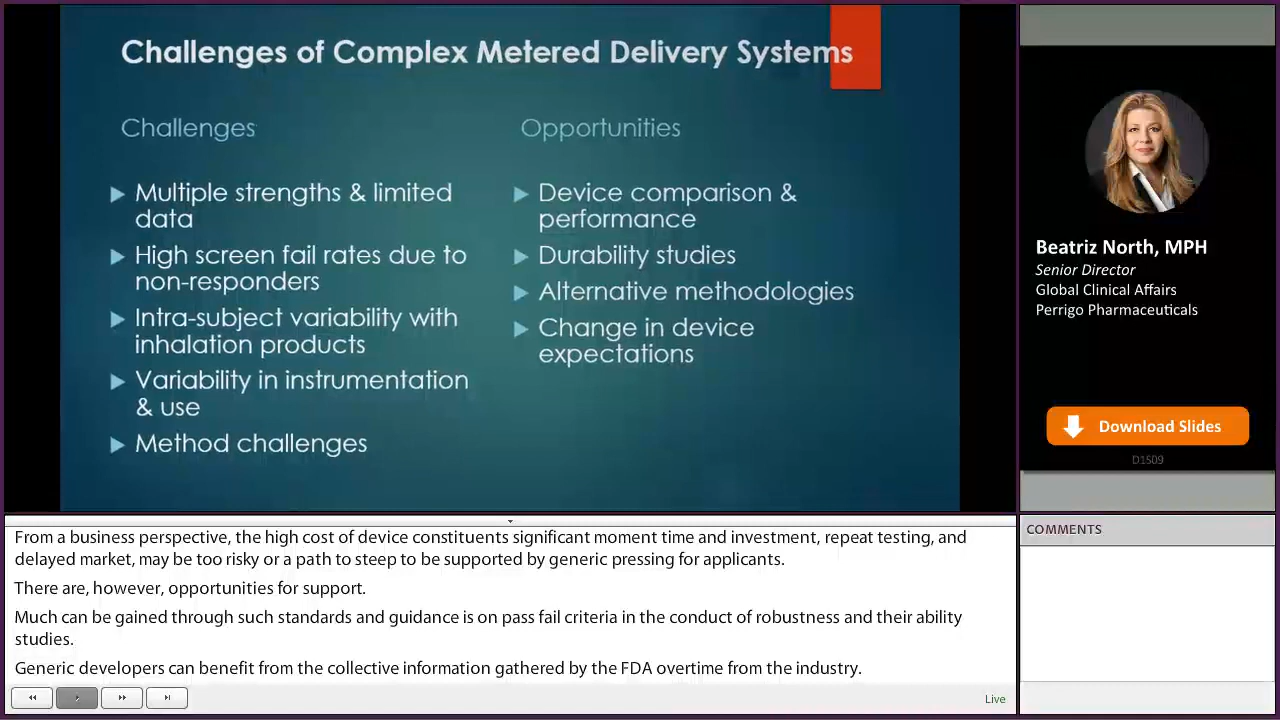 Challenges of Complex Metered Delivery Systems
Challenges
Multiple strengths & limited
data
High screen fail rates due to
non-responders
Intra-subject variability with
inhalation products
Variability in instrumentation
& use
Method challenges
Opportunities
Device comparison &
performance
Durability studies
Alternative methodologies
Change in device
expectations
Beatriz North, MPH
Senior Director
Global Clinical Affairs
Perrigo Pharmaceuticals
Download Slides
D1S09
From a business perspective, the high cost of device constituents significant moment time and investment, repeat testing, and
delayed market, may be too risky or a path to steep to be supported by generic pressing for applicants.
There are, however, opportunities for support.
Much can be gained through such standards and guidance is on pass fail criteria in the conduct of robustness and their ability
studies.
Generic developers can benefit from the collective information gathered by the FDA overtime from the industry.
Live
COMMENTS